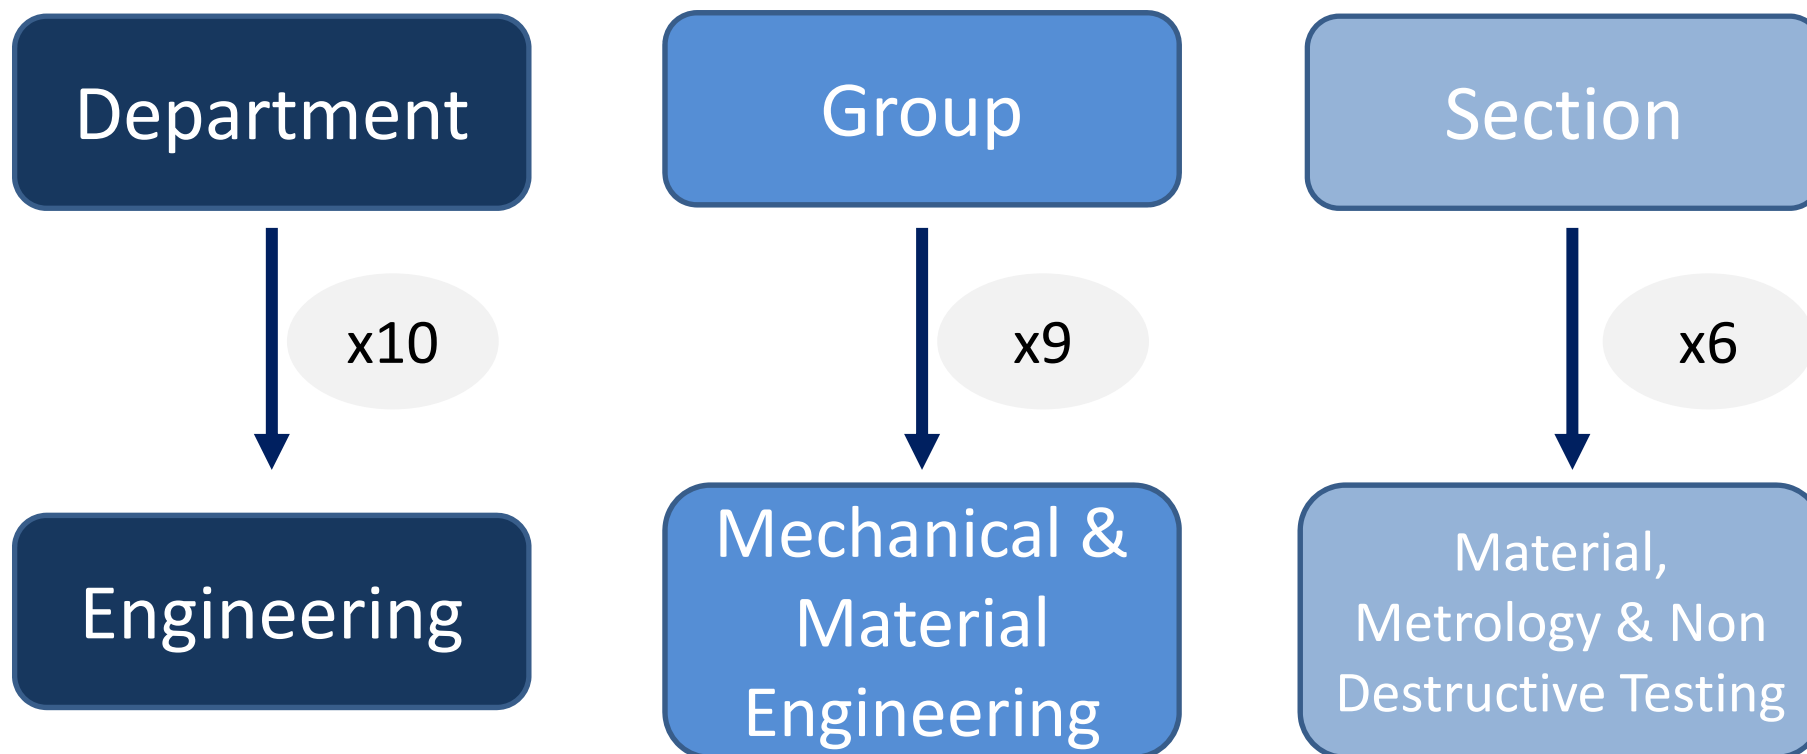 Department
Group
Section
x10
x9
x6
Engineering
Mechanical &
Material
Engineering
Material,
Metrology & Non
Destructive Testing